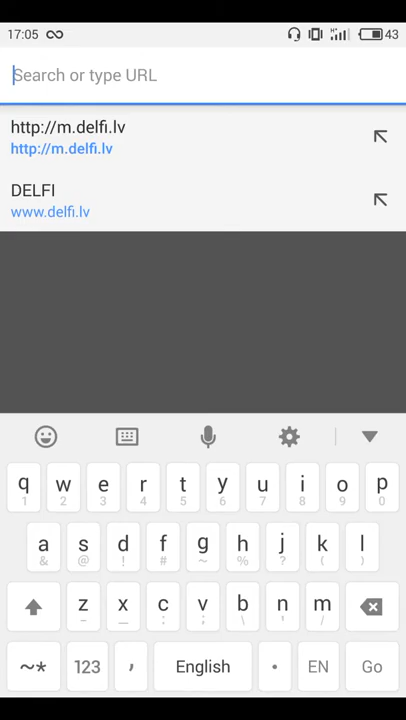 17:05
43
Search or type URL
http://m.delfi.lv
http://m.delfi.lv
DELFI
www.delfi.lv
q w e r t y u i o p
1 2 3 4 5 6 7 8 9 0
a s d f g h j k l
& @ ! # ~ % ? ( )
z x c v b n m
- _ : ; \ " /
~* 123 , English . EN Go